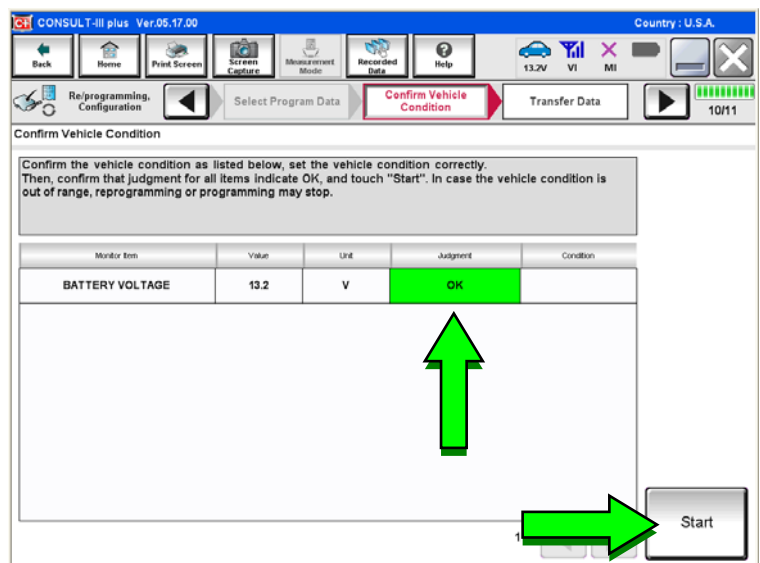 CONSULT-III plus Ver.05.17.00 Country : U.S.A.
Back
Home
Print Screen
Screen Capture
Measurement Mode
Recorded Data
Help
13.2V VI MI
Re/programming, Configuration
Select Program Data
Confirm Vehicle Condition
Transfer Data
10/11
Confirm Vehicle Condition
Confirm the vehicle condition as listed below, set the vehicle condition correctly.
Then, confirm that judgment for all items indicate OK, and touch "Start". In case the vehicle condition is
out of range, reprogramming or programming may stop.
Monitor Item Value Unit Judgment Condition
BATTERY VOLTAGE 13.2 V OK
Start